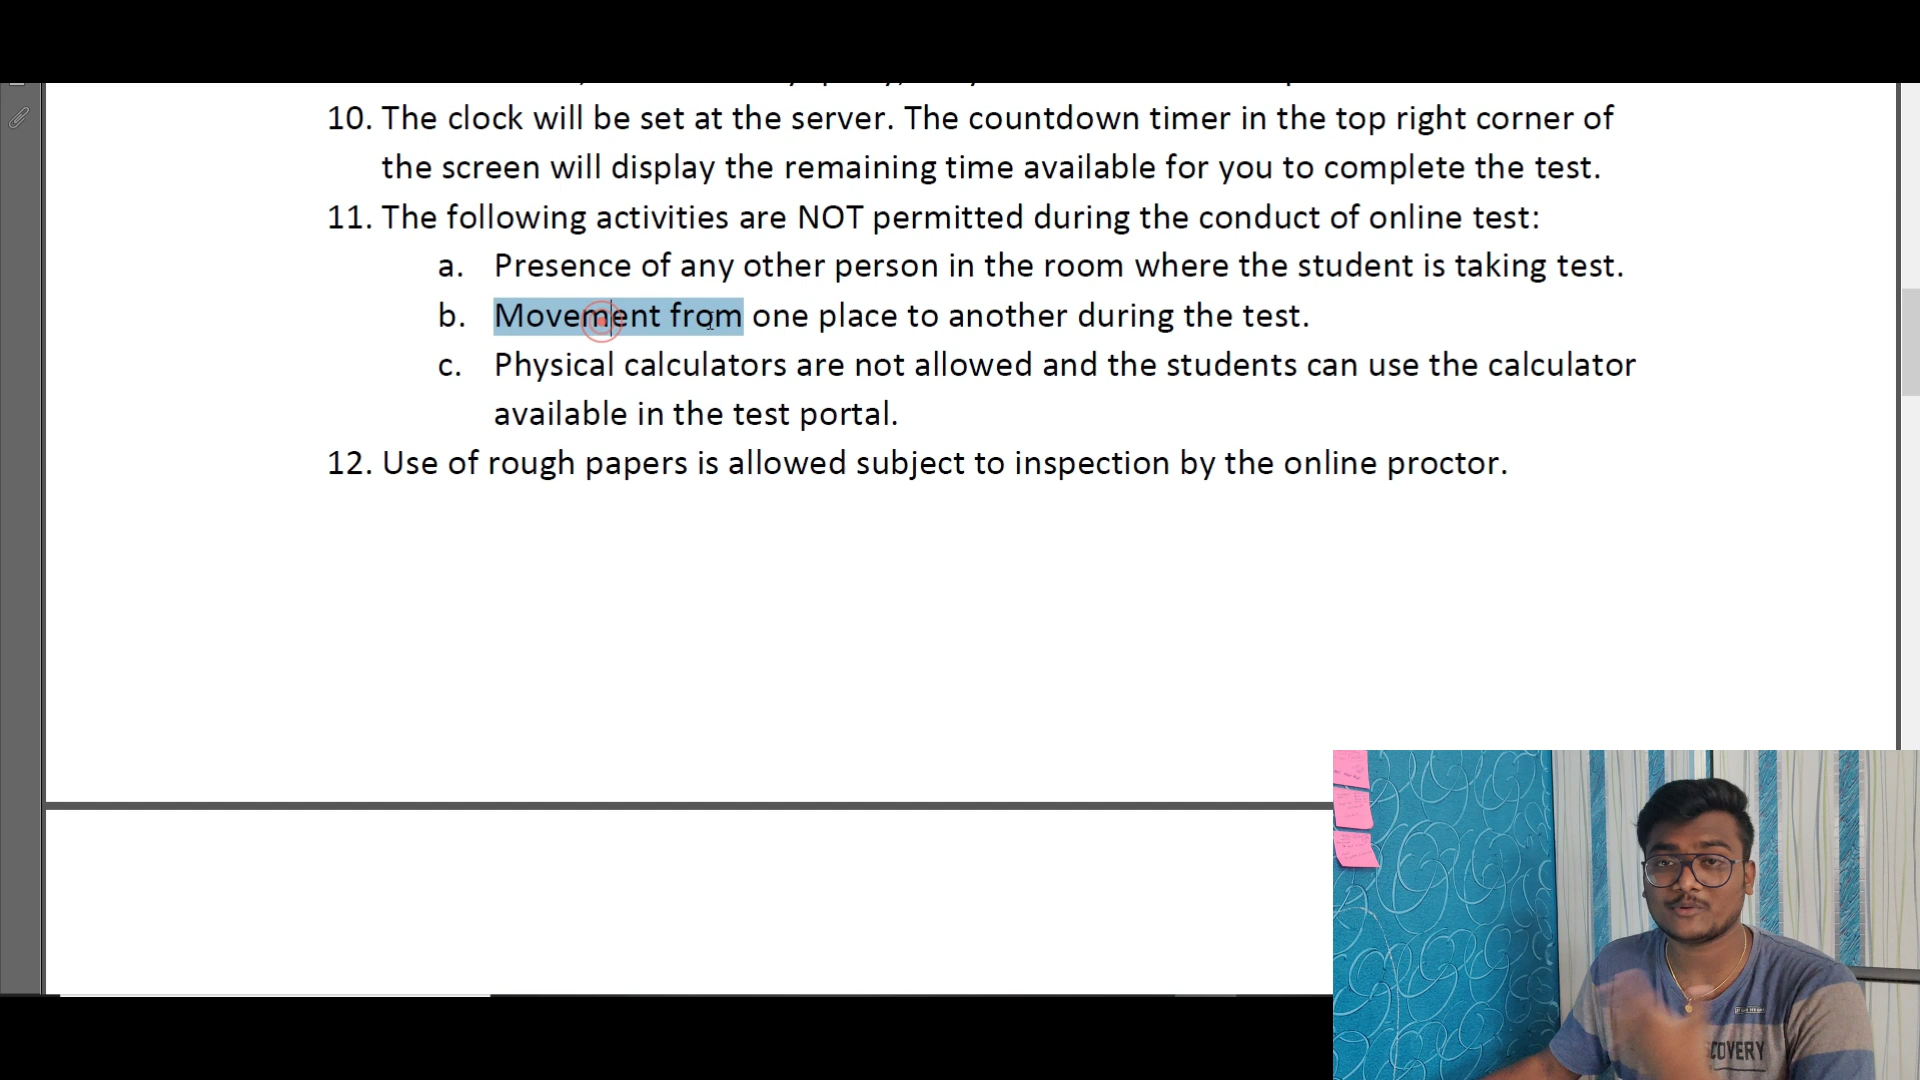 10. The clock will be set at the server. The countdown timer in the top right corner of
the screen will display the remaining time available for you to complete the test.
11. The following activities are NOT permitted during the conduct of online test:
a. Presence of any other person in the room where the student is taking test.
b. Movement from one place to another during the test.
c. Physical calculators are not allowed and the students can use the calculator
available in the test portal.
12. Use of rough papers is allowed subject to inspection by the online proctor.
COVERY